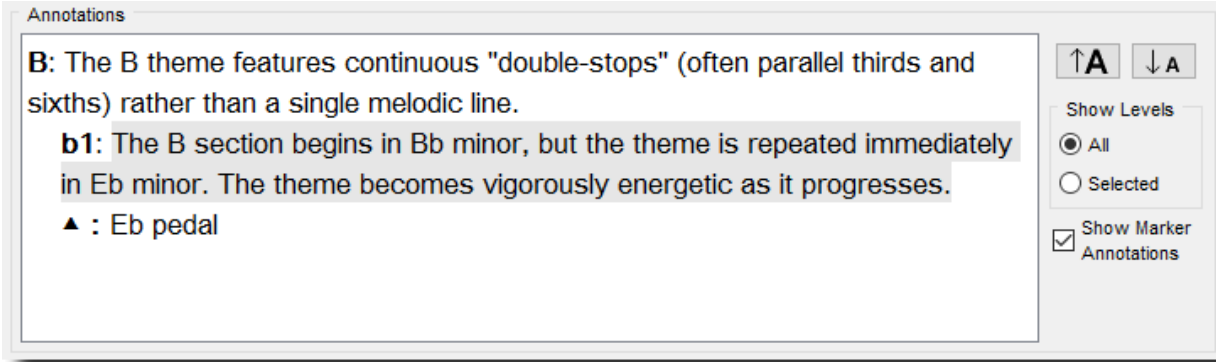 Annotations
B: The B theme features continuous "double-stops" (often parallel thirds and
sixths) rather than a single melodic line.
b1: The B section begins in Bb minor, but the theme is repeated immediately
in Eb minor. The theme becomes vigorously energetic as it progresses.
▲ : Eb pedal
↑A ↓A
Show Levels
All
Selected
Show Marker
Annotations